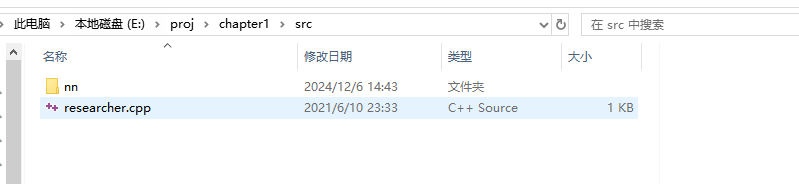 此电脑 > 本地磁盘 (E:) > proj > chapter1 > src
在 src 中搜索
名称 修改日期 类型 大小
nn 2024/12/6 14:43 文件夹
researcher.cpp 2021/6/10 23:33 C++ Source 1 KB